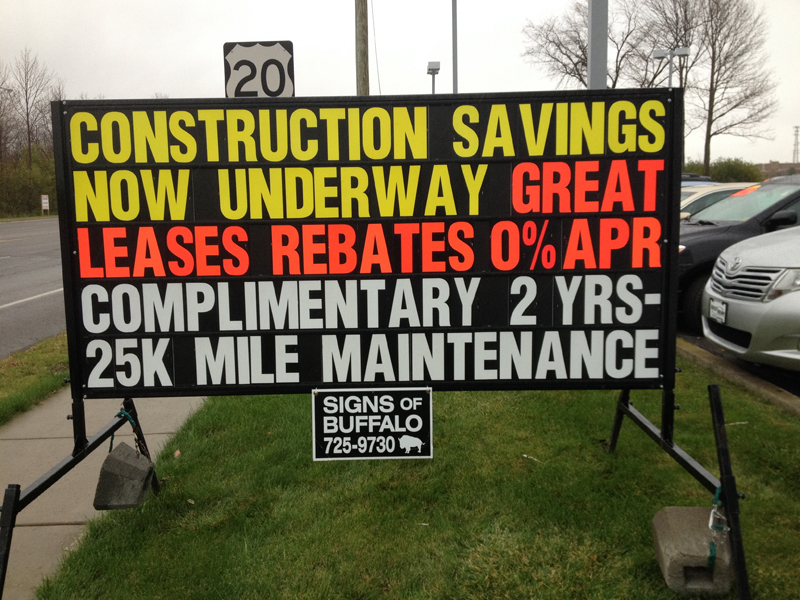 20
CONSTRUCTION SAVINGS
NOW UNDERWAY GREAT
LEASES REBATES 0% APR
COMPLIMENTARY 2 YRS-
25K MILE MAINTENANCE
SIGNS OF
BUFFALO
725-9730